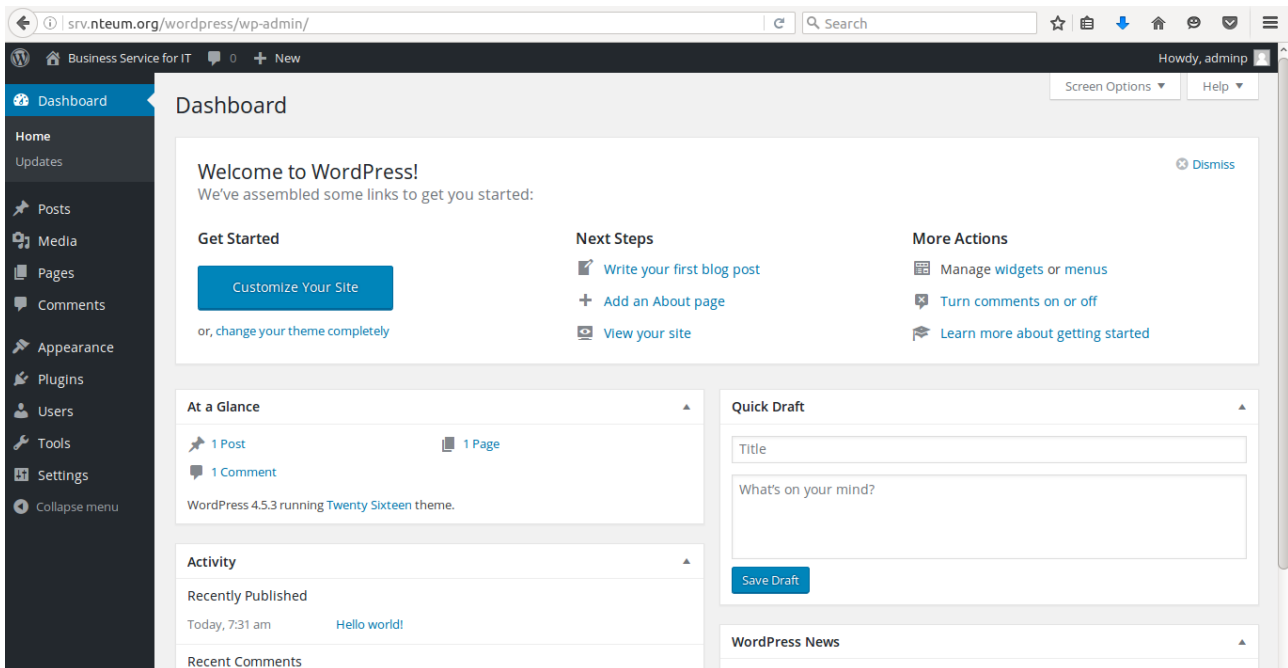 srv.nteum.org/wordpress/wp-admin/
Search
Business Service for IT 0 New
Howdy, adminp
Dashboard
Home
Updates
Posts
Media
Pages
Comments
Appearance
Plugins
Users
Tools
Settings
Collapse menu
Screen Options
Help
Dashboard
Welcome to WordPress!
We've assembled some links to get you started:
Dismiss
Get Started
Customize Your Site
or, change your theme completely
Next Steps
Write your first blog post
Add an About page
View your site
More Actions
Manage widgets or menus
Turn comments on or off
Learn more about getting started
At a Glance
1 Post
1 Page
1 Comment
WordPress 4.5.3 running Twenty Sixteen theme.
Activity
Recently Published
Today, 7:31 am Hello world!
Recent Comments
Quick Draft
Title
What's on your mind?
Save Draft
WordPress News